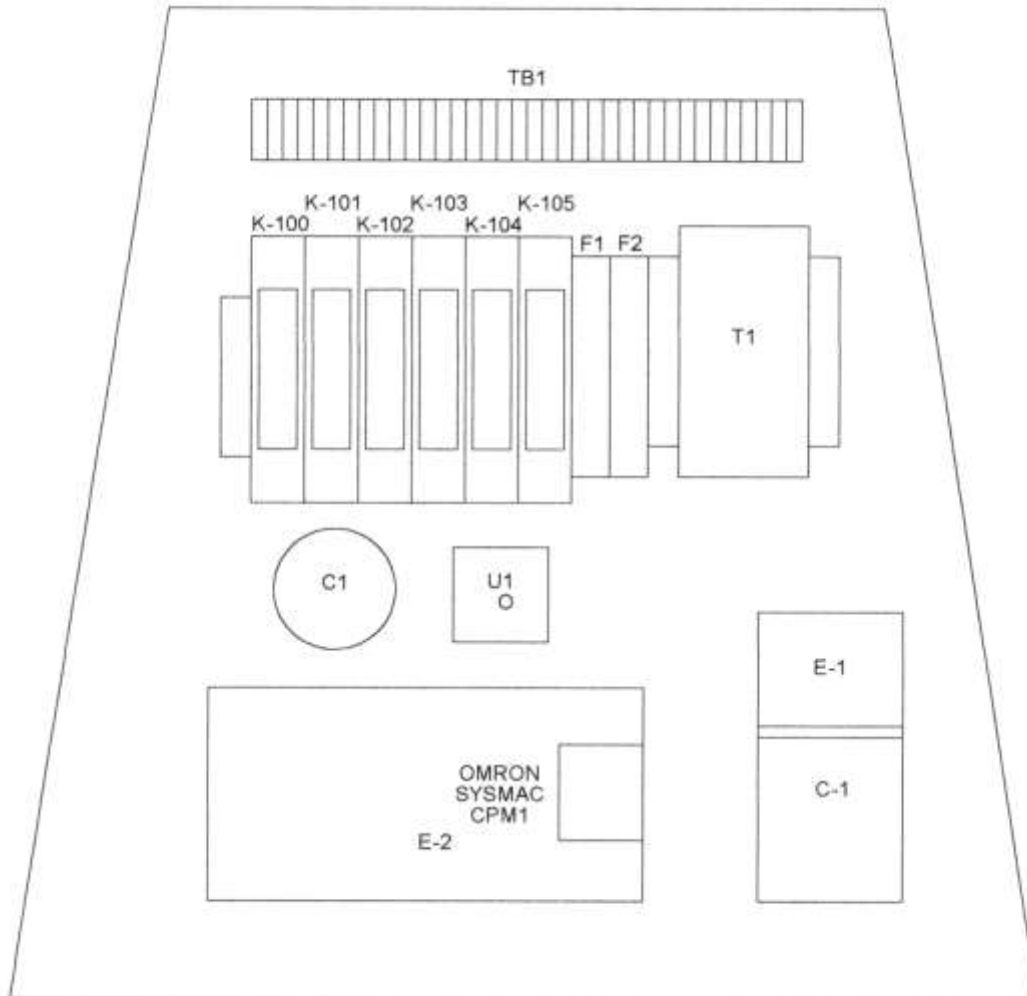 TB1
K-101 K-103 K-105
K-100 K-102 K-104 F1 F2
T1
C1
U1
O
E-1
OMRON
SYSMAC
CPM1
C-1
E-2